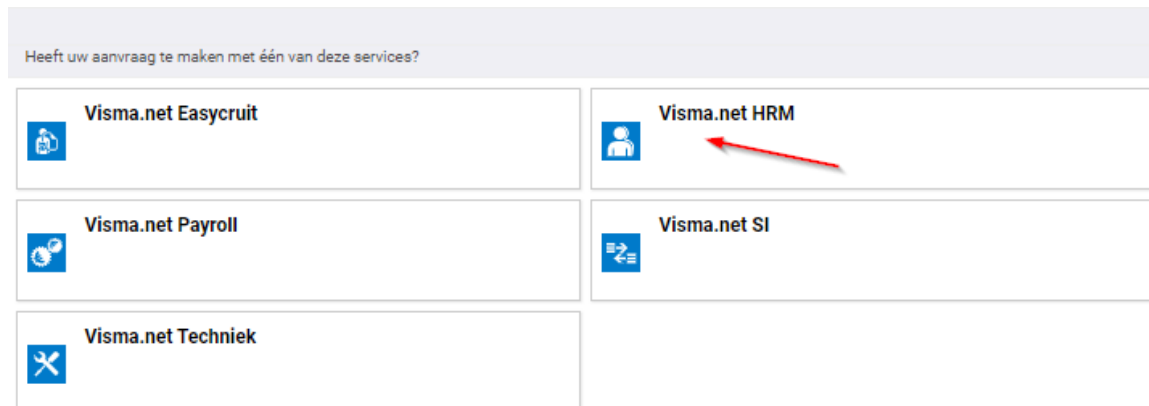 Heeft uw aanvraag te maken met één van deze services?
Visma.net Easycruit
Visma.net HRM
Visma.net Payroll
Visma.net SI
Visma.net Techniek